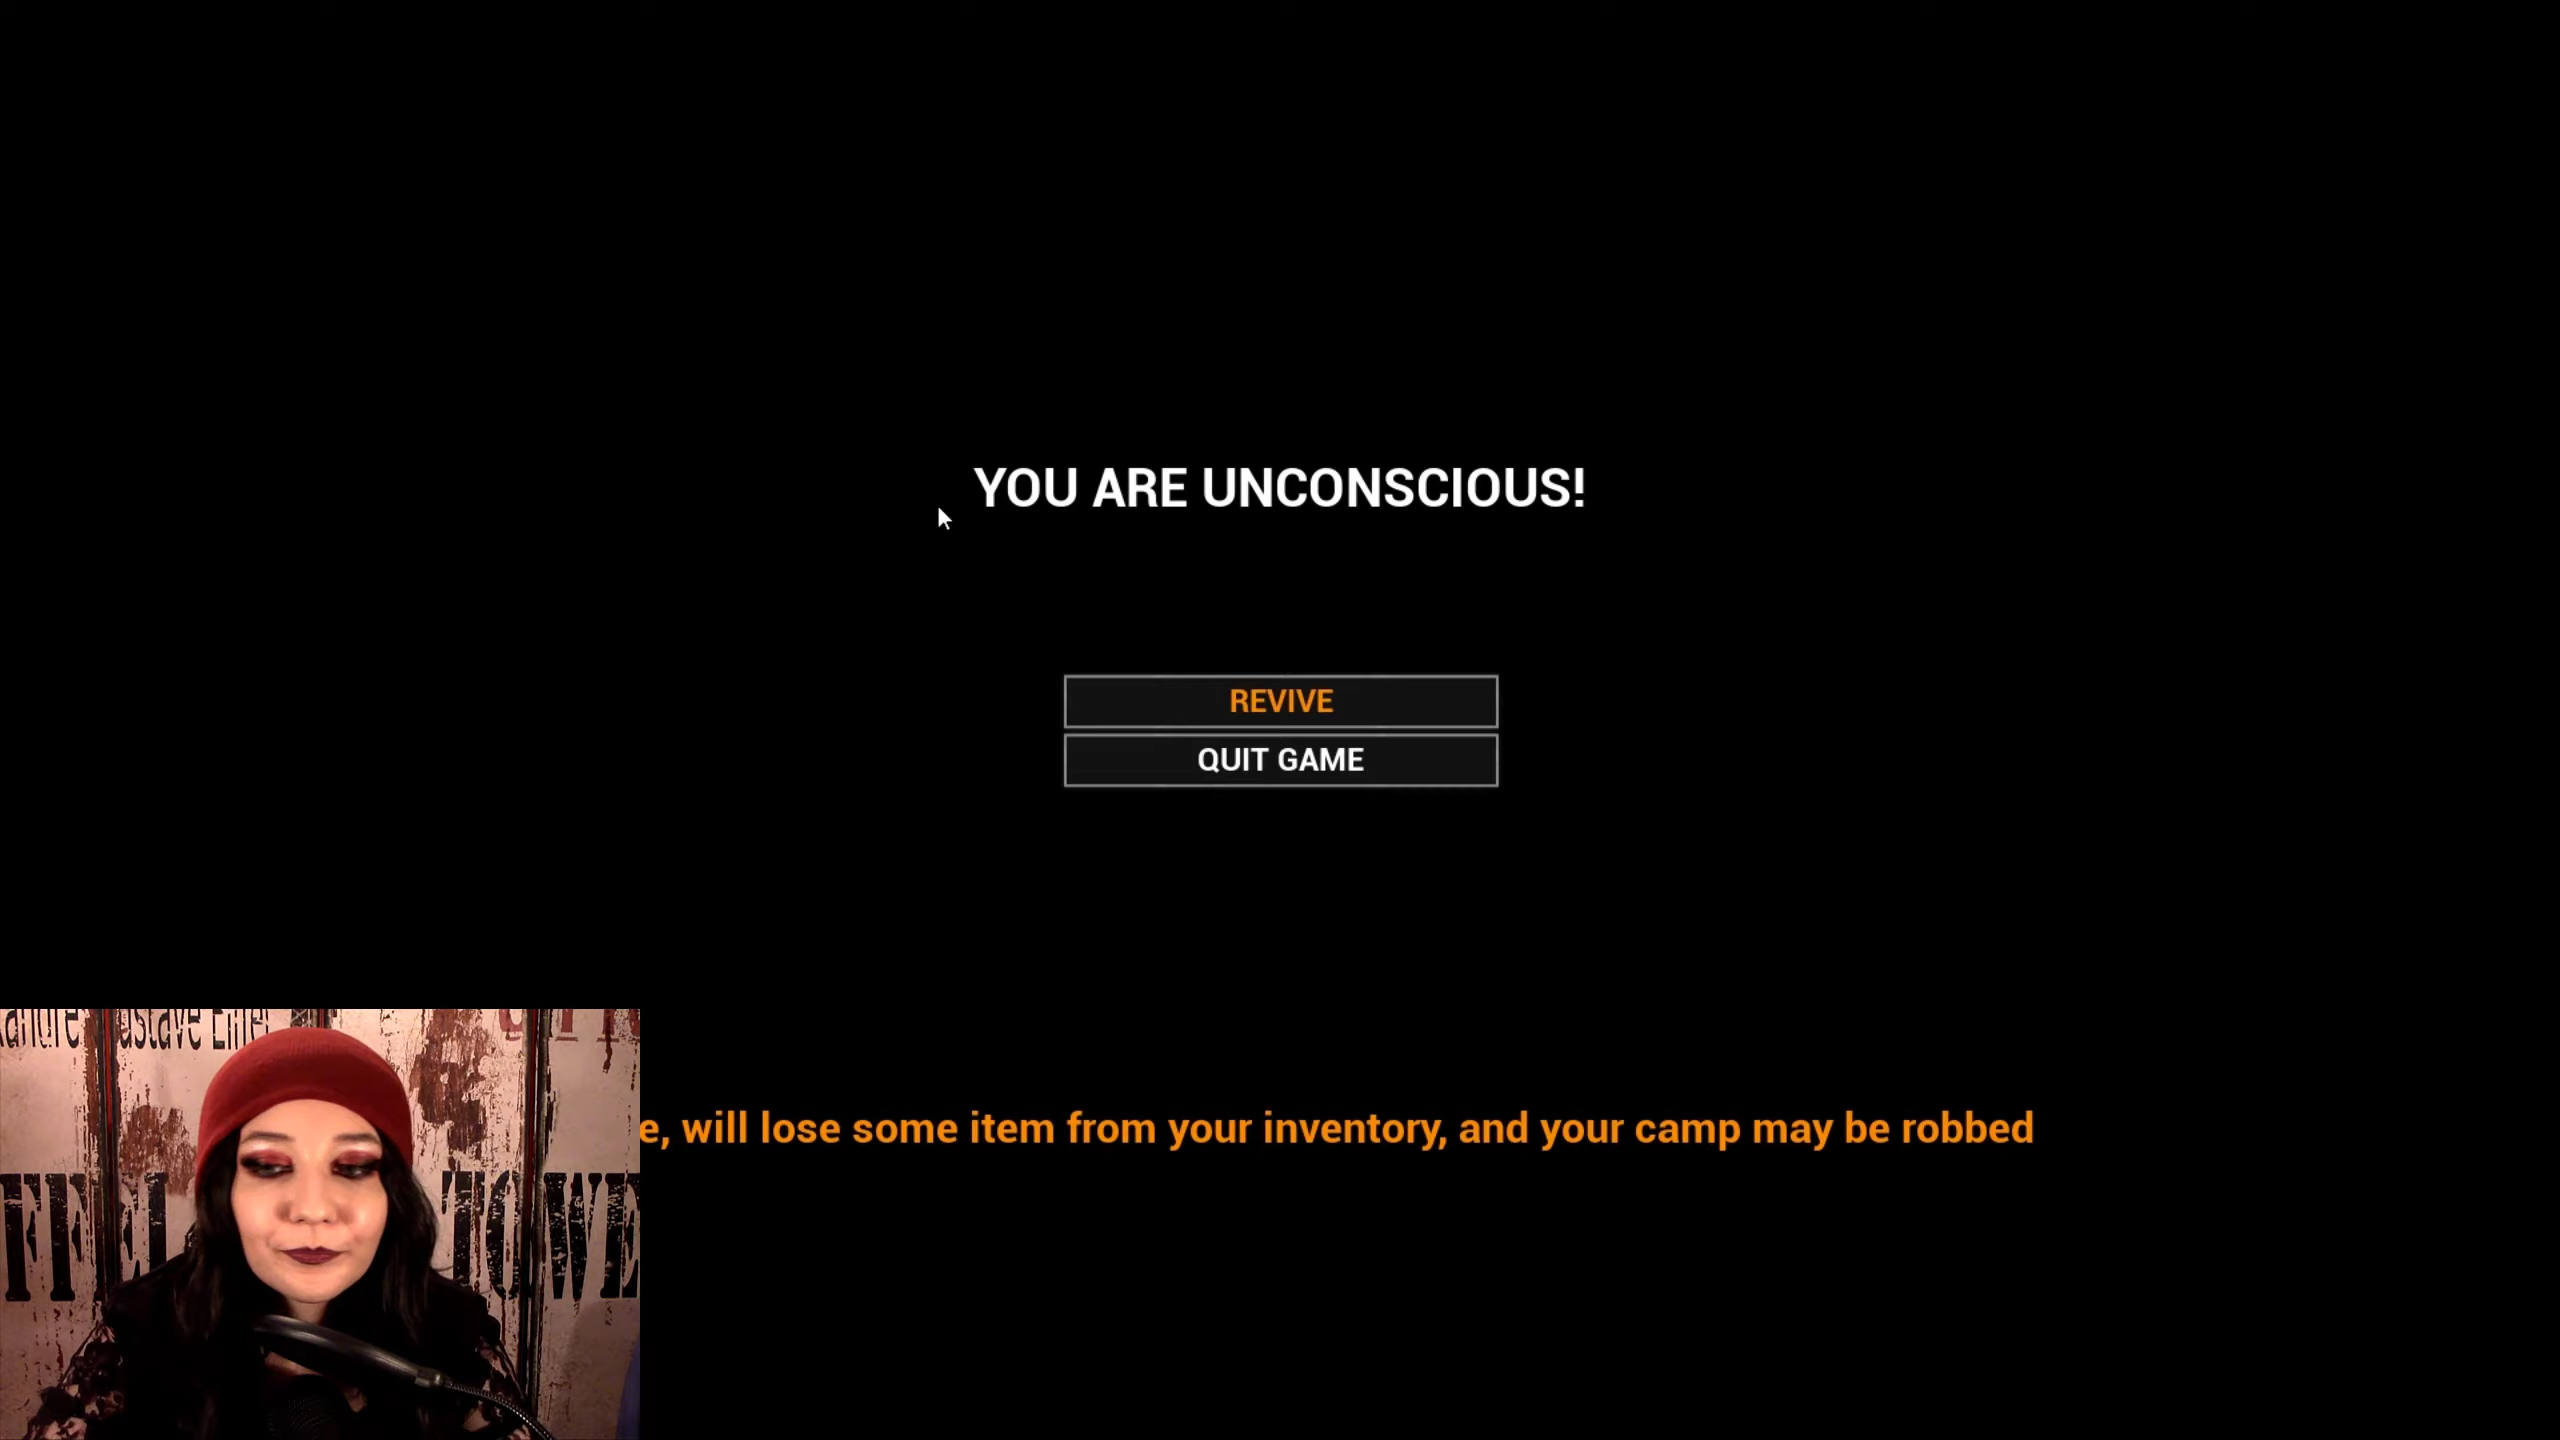 YOU ARE UNCONSCIOUS!
REVIVE
QUIT GAME
e, will lose some item from your inventory, and your camp may be robbed